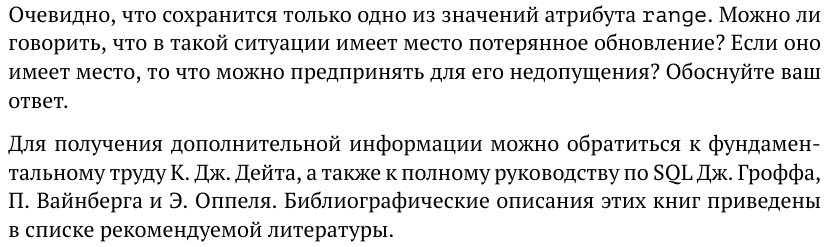 Очевидно, что сохранится только одно из значений атрибута range. Можно ли
говорить, что в такой ситуации имеет место потерянное обновление? Если оно
имеет место, то что можно предпринять для его недопущения? Обоснуйте ваш
ответ.
Для получения дополнительной информации можно обратиться к фундамен-
тальному труду К. Дж. Дейта, а также к полному руководству по SQL Дж. Гроффа,
П. Вайнберга и Э. Оппеля. Библиографические описания этих книг приведены
в списке рекомендуемой литературы.